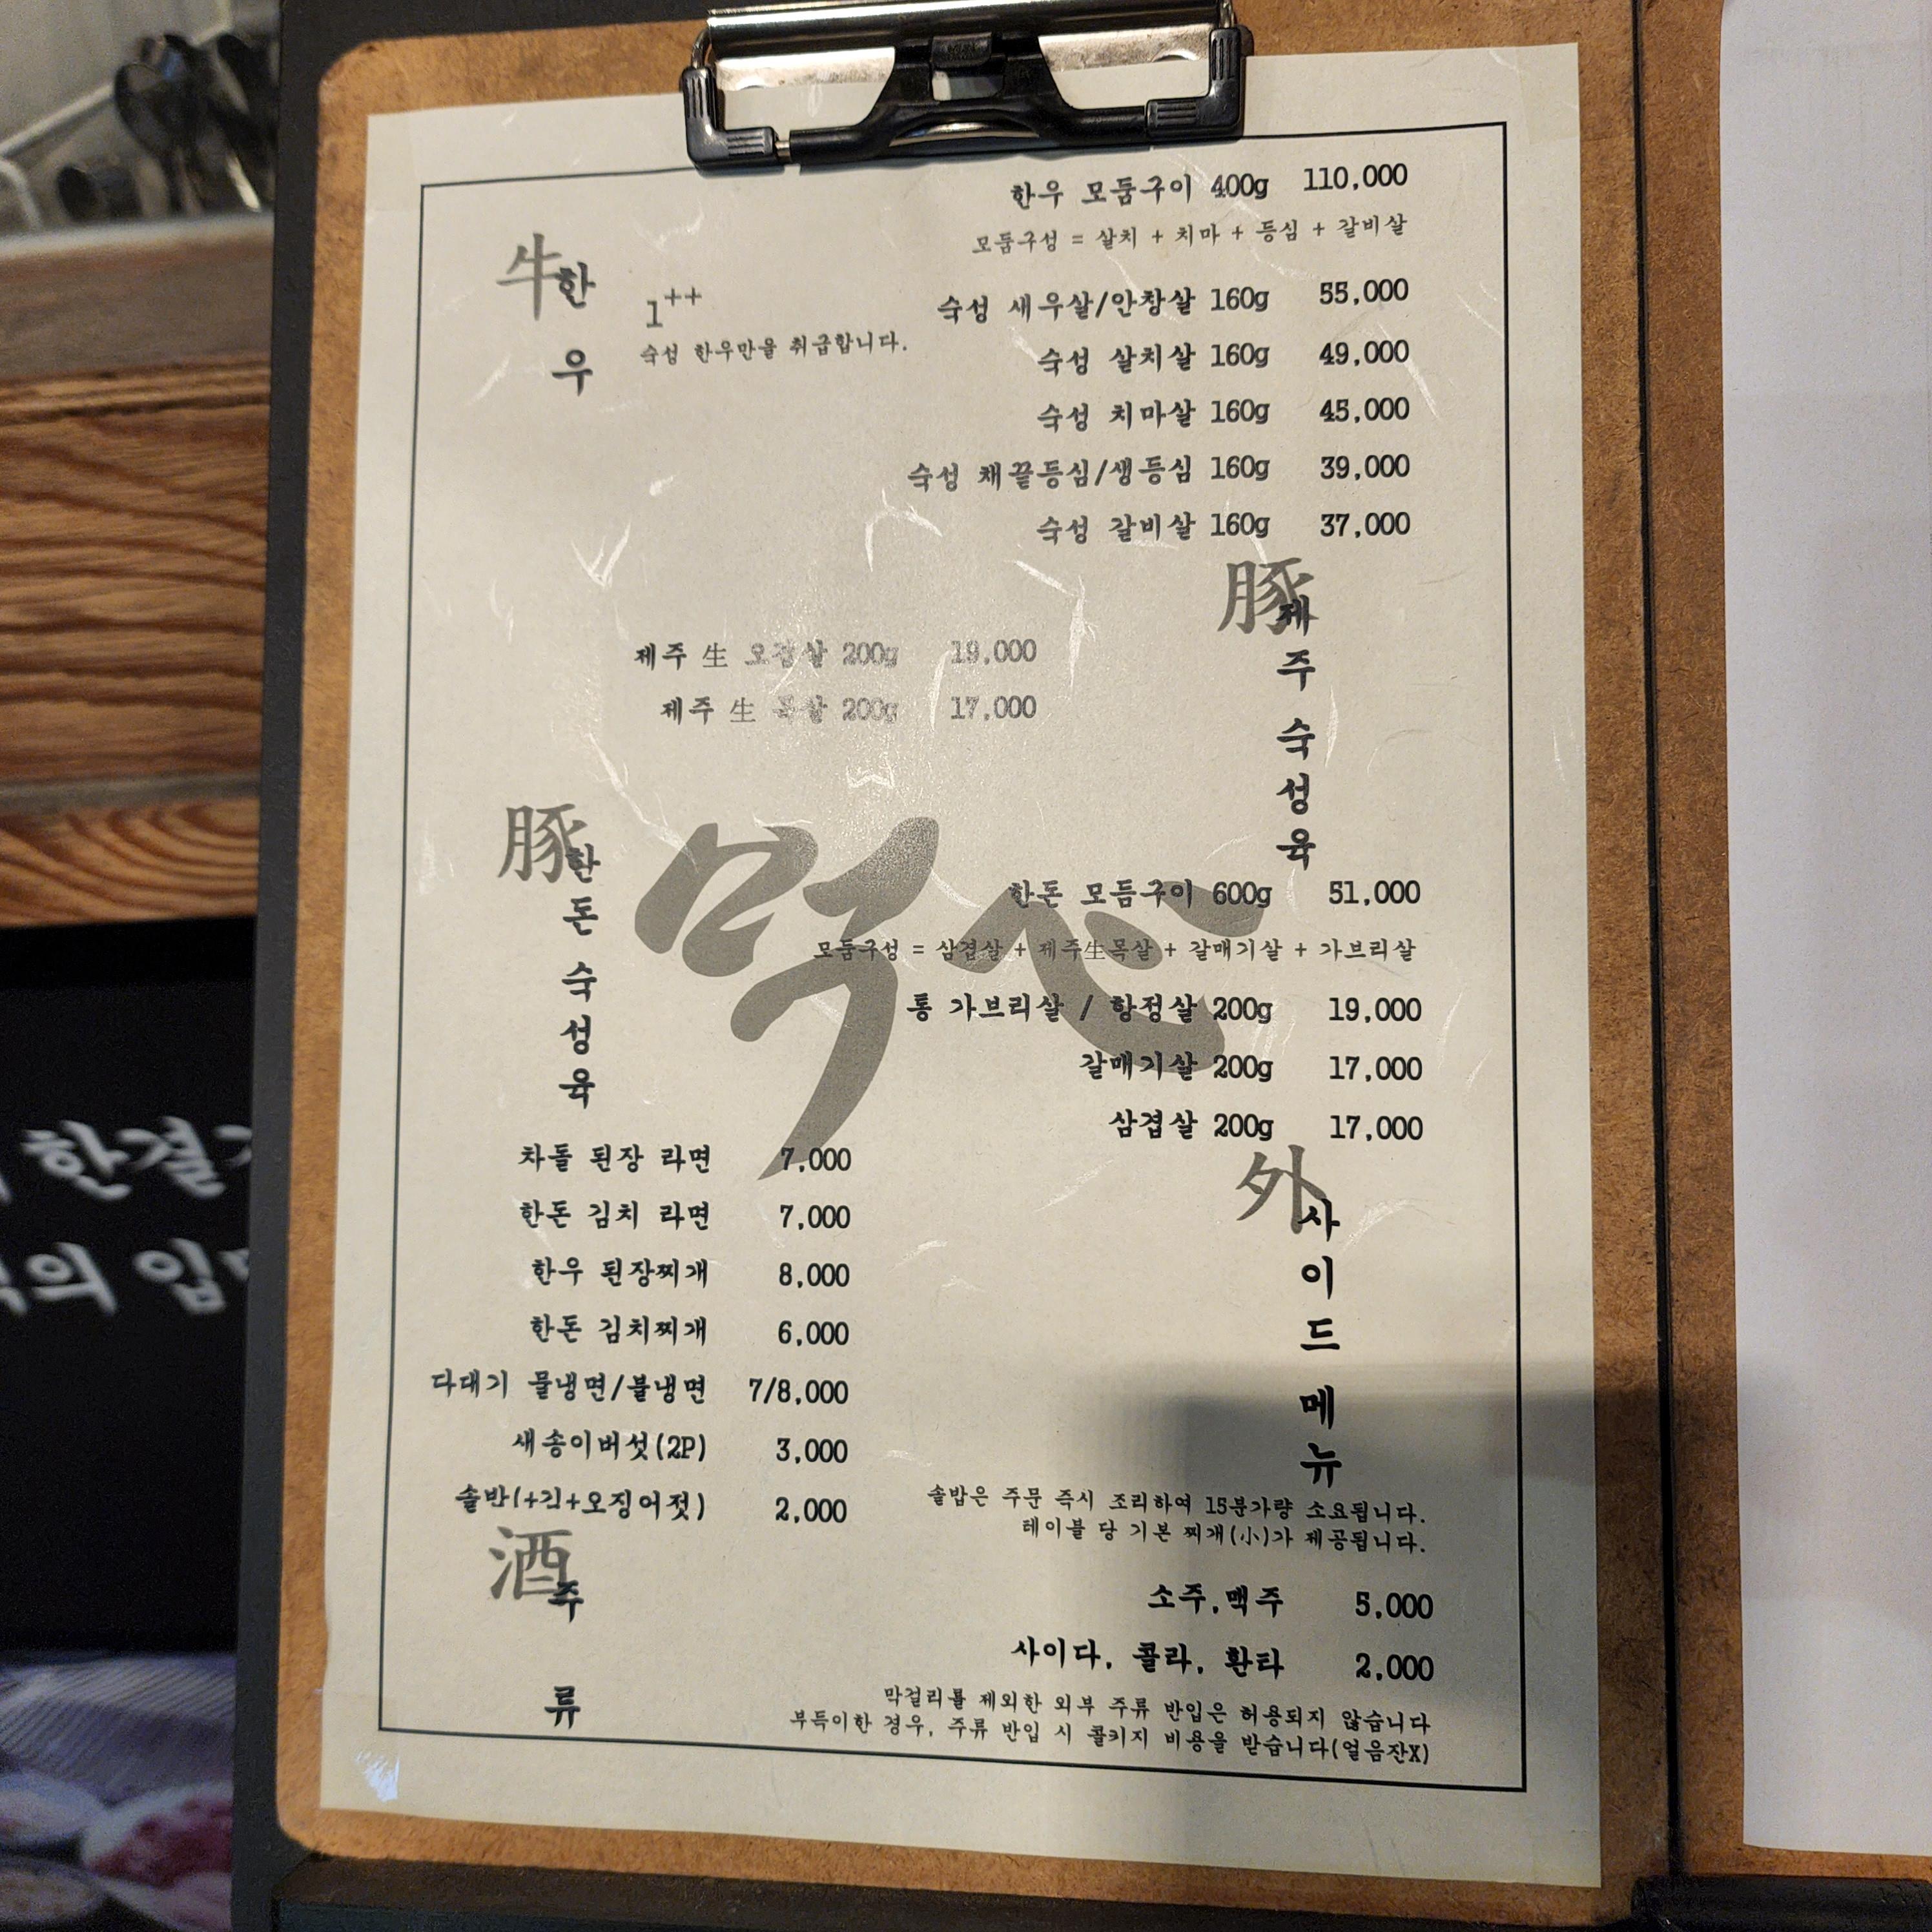 한우 모둠구이 400g 110,000
모둠구성 = 살치 + 치마 + 등심 + 갈비살
牛 한우
1++
숙성 한우만을 취급합니다.
숙성 새우살/안창살 160g 55,000
숙성 살치살 160g 49,000
숙성 치마살 160g 45,000
숙성 채끝등심/생등심 160g 39,000
숙성 갈비살 160g 37,000
豚 제주 숙성육
제주 生 오겹살 200g 19,000
제주 生 목살 200g 17,000
豚 한돈 숙성육
한돈 모둠구이 600g 51,000
모둠구성 = 삼겹살 + 제주生목살 + 갈매기살 + 가브리살
통 가브리살 / 항정살 200g 19,000
갈매기살 200g 17,000
삼겹살 200g 17,000
外 사이드 메뉴
차돌 된장 라면 7,000
한돈 김치 라면 7,000
한우 된장찌개 8,000
한돈 김치찌개 6,000
다대기 물냉면/불냉면 7/8,000
새송이버섯(2P) 3,000
솥반(+김+오징어젓) 2,000
솥밥은 주문 즉시 조리하여 15분가량 소요됩니다.
테이블 당 기본 찌개(小)가 제공됩니다.
酒 주류
소주,맥주 5,000
사이다, 콜라, 환타 2,000
막걸리를 제외한 외부 주류 반입은 허용되지 않습니다
부득이한 경우, 주류 반입 시 콜키지 비용을 받습니다(얼음잔X)
한결
의 입